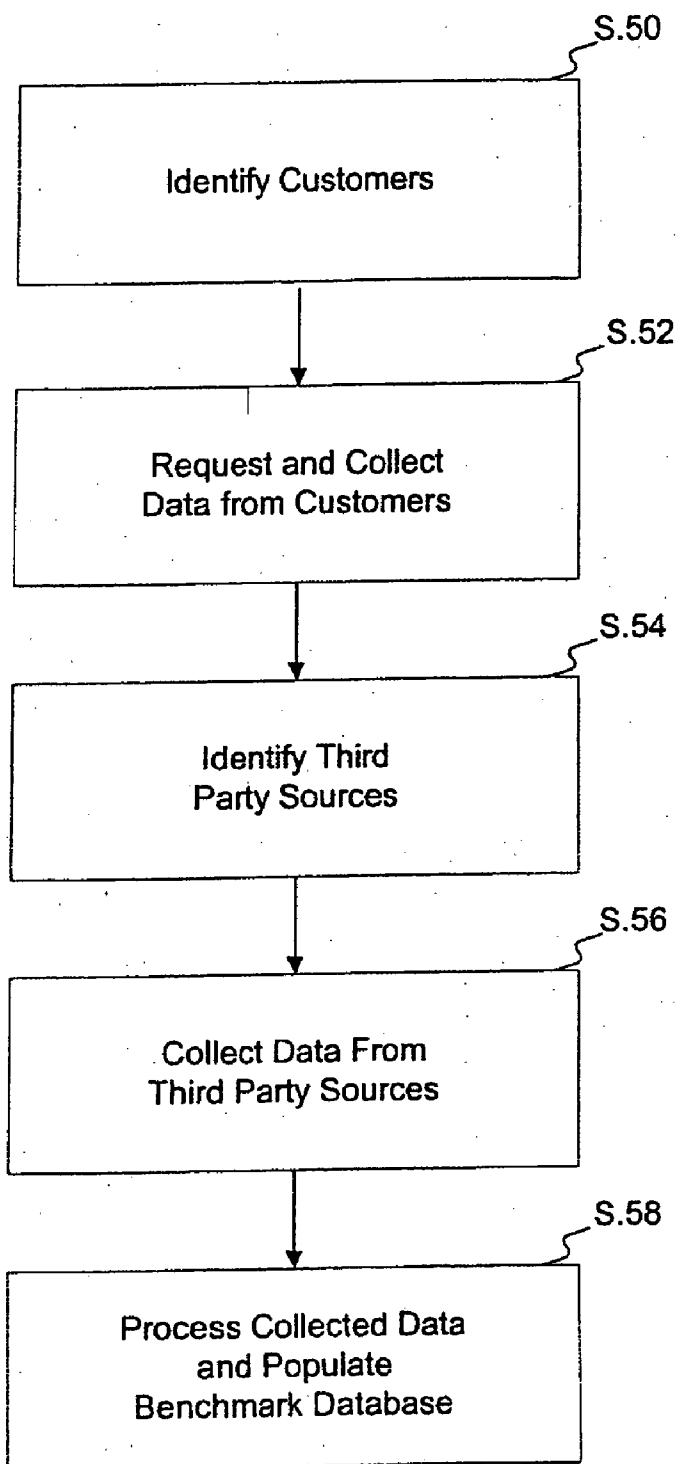 S.50
Identify Customers
S.52
Request and Collect
Data from Customers
S.54
Identify Third
Party Sources
S.56
Collect Data From
Third Party Sources
S.58
Process Collected Data
and Populate
Benchmark Database